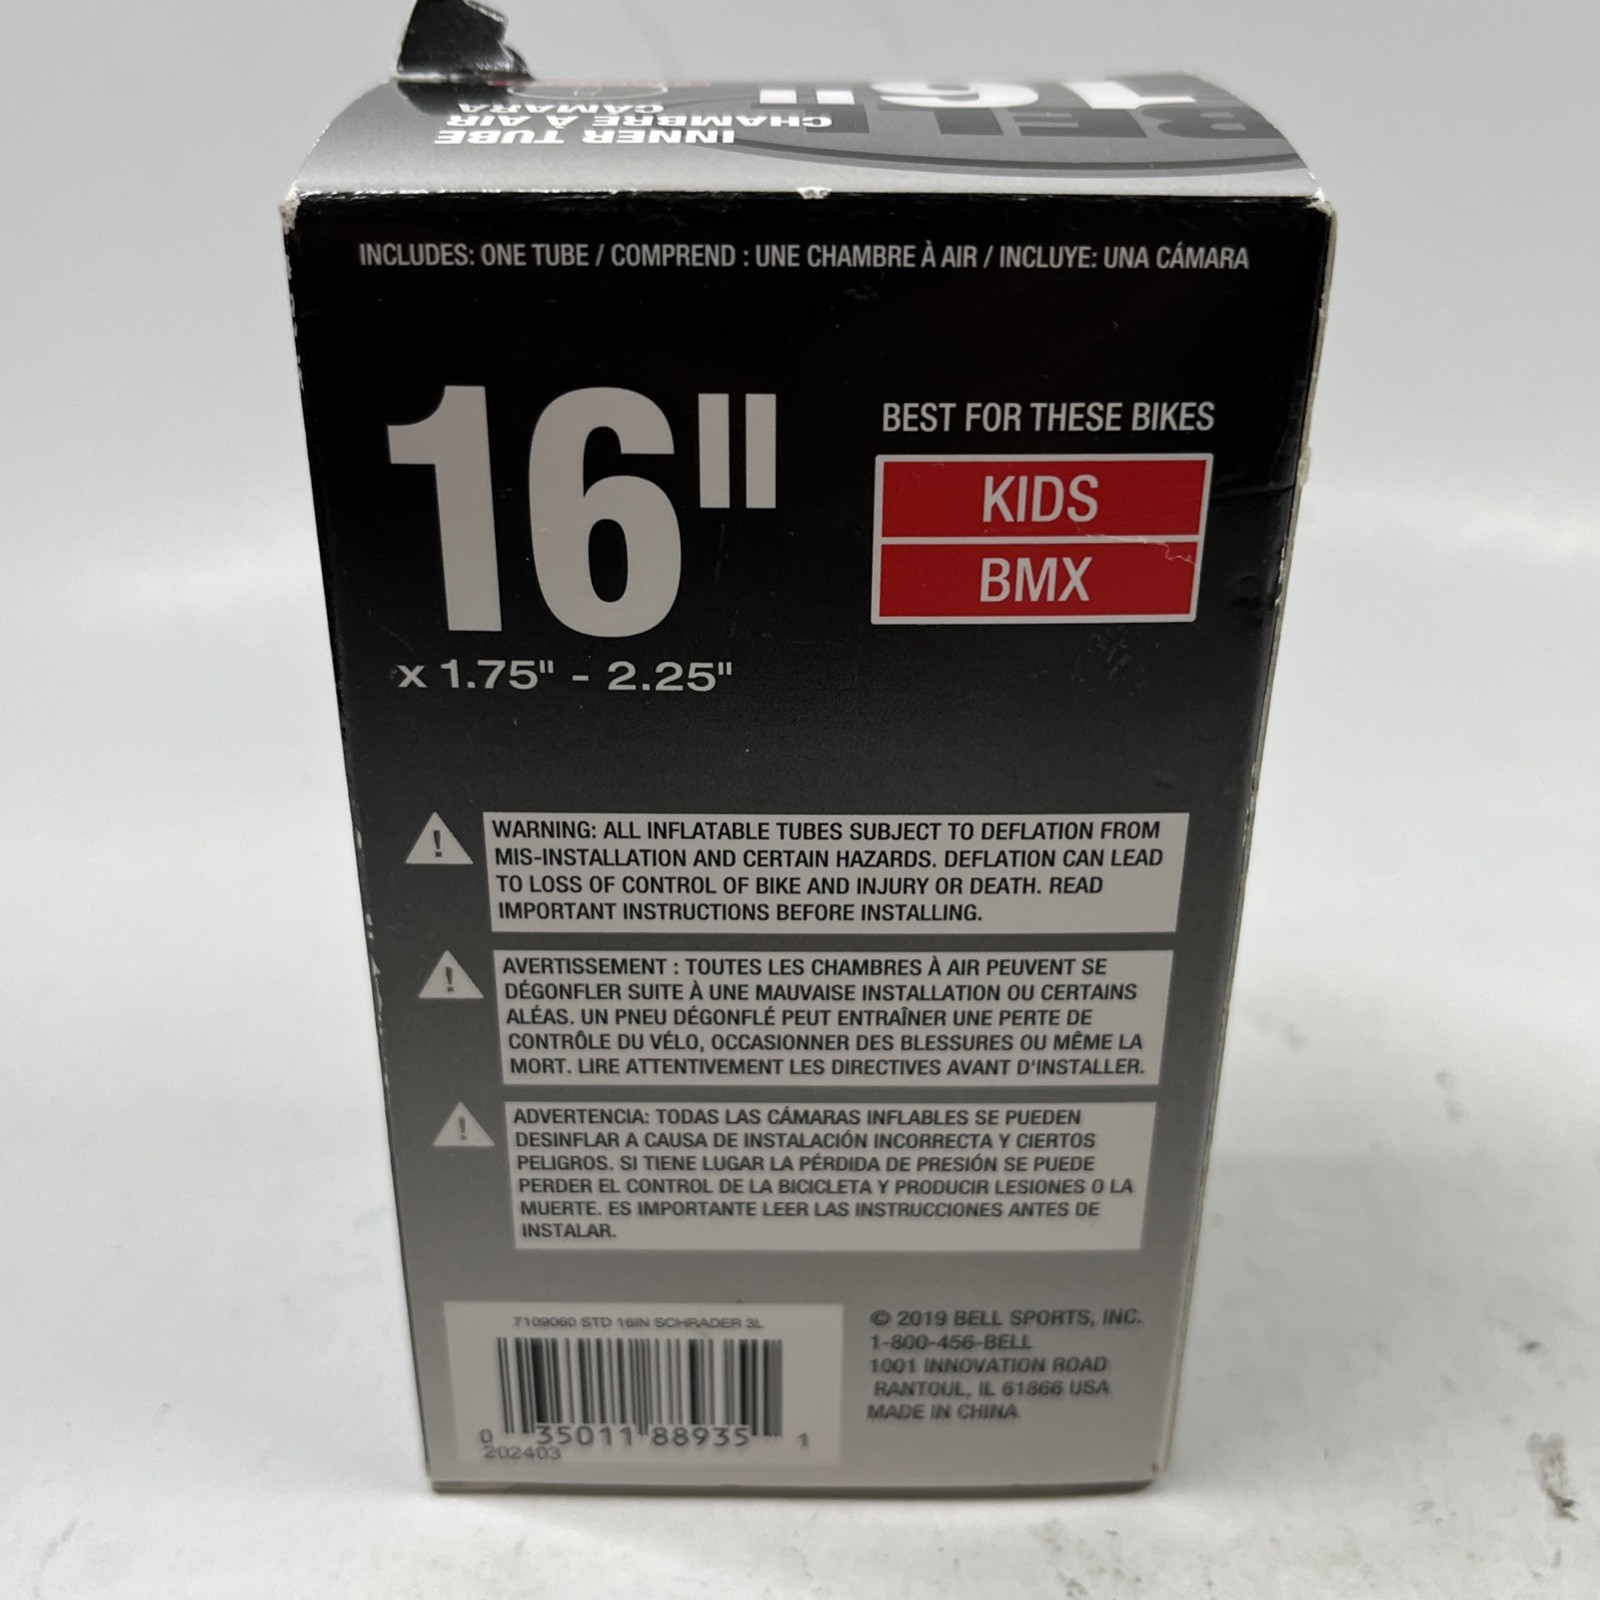 BELL
16"
INNER TUBE
CHAMBRE À AIR
CÁMARA
INCLUDES: ONE TUBE / COMPREND : UNE CHAMBRE À AIR / INCLUYE: UNA CÁMARA
16"
x 1.75" - 2.25"
BEST FOR THESE BIKES
KIDS
BMX
WARNING: ALL INFLATABLE TUBES SUBJECT TO DEFLATION FROM
MIS-INSTALLATION AND CERTAIN HAZARDS. DEFLATION CAN LEAD
TO LOSS OF CONTROL OF BIKE AND INJURY OR DEATH. READ
IMPORTANT INSTRUCTIONS BEFORE INSTALLING.
AVERTISSEMENT : TOUTES LES CHAMBRES À AIR PEUVENT SE
DÉGONFLER SUITE À UNE MAUVAISE INSTALLATION OU CERTAINS
ALÉAS. UN PNEU DÉGONFLÉ PEUT ENTRAÎNER UNE PERTE DE
CONTRÔLE DU VÉLO, OCCASIONNER DES BLESSURES OU MÊME LA
MORT. LIRE ATTENTIVEMENT LES DIRECTIVES AVANT D'INSTALLER.
ADVERTENCIA: TODAS LAS CÁMARAS INFLABLES SE PUEDEN
DESINFLAR A CAUSA DE INSTALACIÓN INCORRECTA Y CIERTOS
PELIGROS. SI TIENE LUGAR LA PÉRDIDA DE PRESIÓN SE PUEDE
PERDER EL CONTROL DE LA BICICLETA Y PRODUCIR LESIONES O LA
MUERTE. ES IMPORTANTE LEER LAS INSTRUCCIONES ANTES DE
INSTALAR.
7109060 STD 16IN SCHRADER 3L
0 35011 88935 1
202403
© 2019 BELL SPORTS, INC.
1-800-456-BELL
1001 INNOVATION ROAD
RANTOUL, IL 61866 USA
MADE IN CHINA